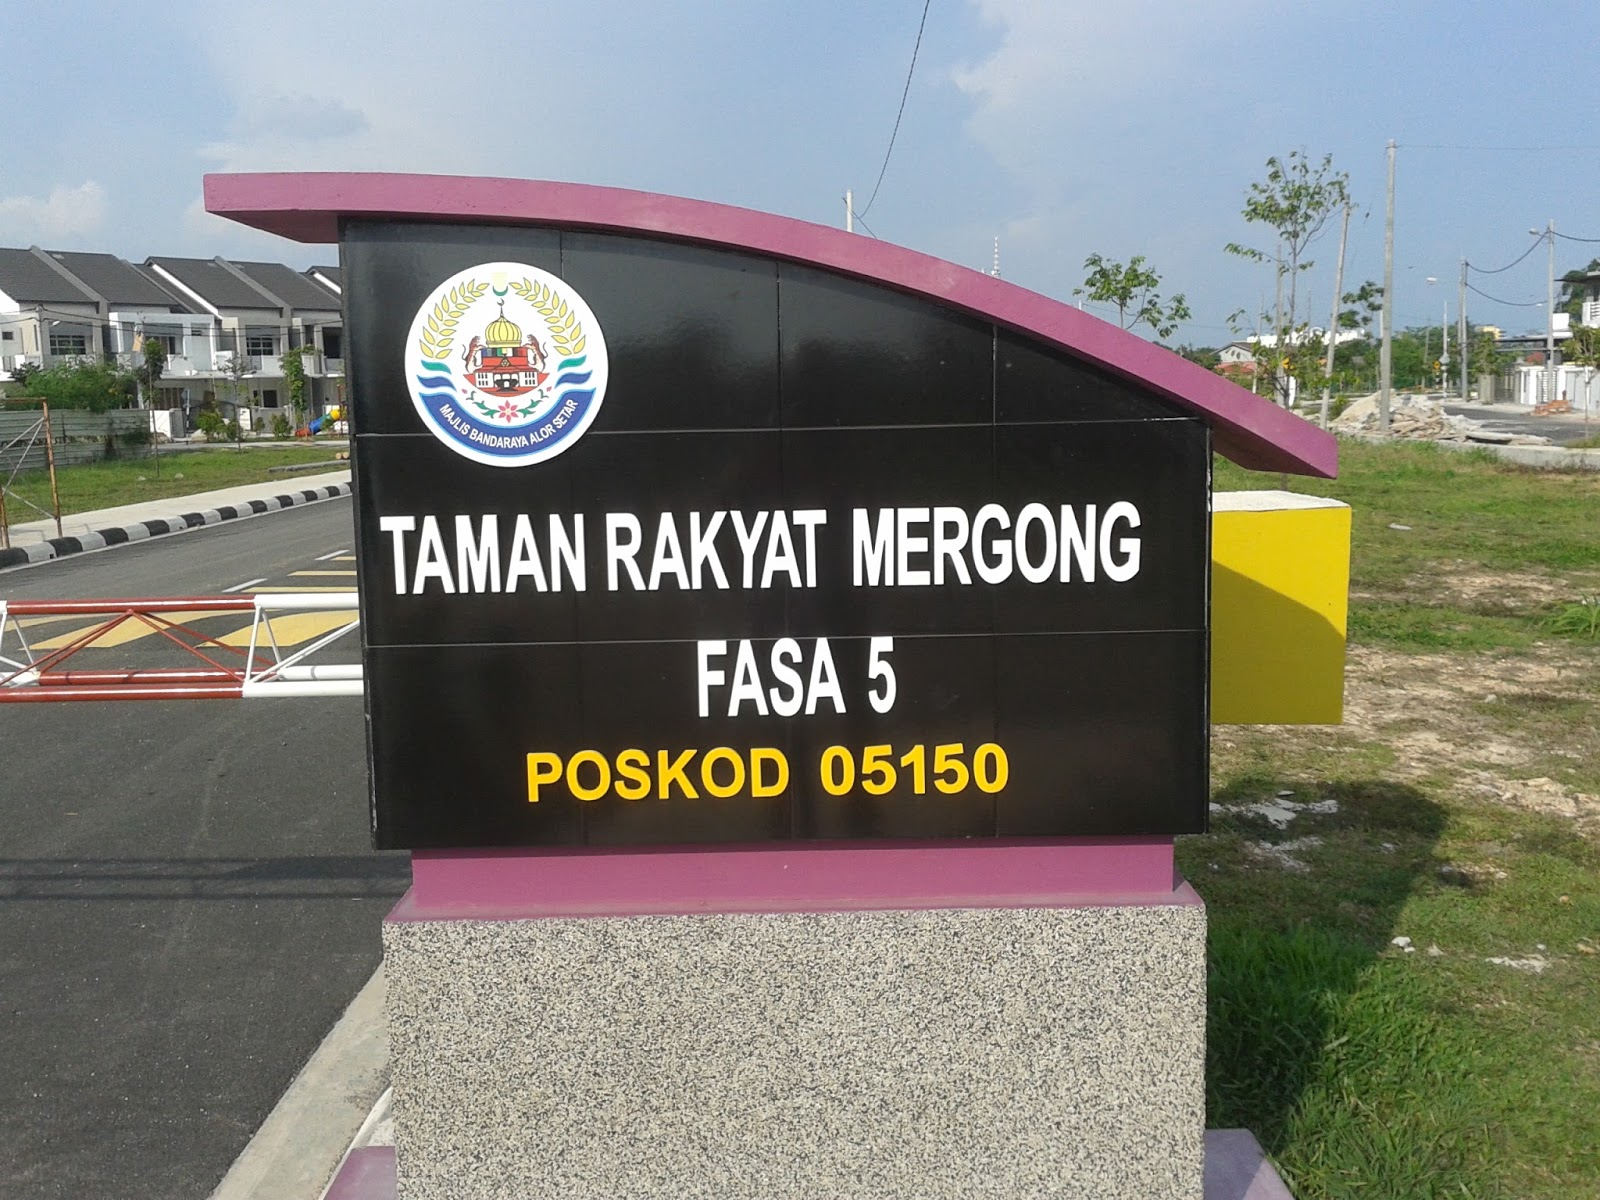 MAJLIS BANDARAYA ALOR SETAR
TAMAN RAKYAT MERGONG
FASA 5
POSKOD 05150